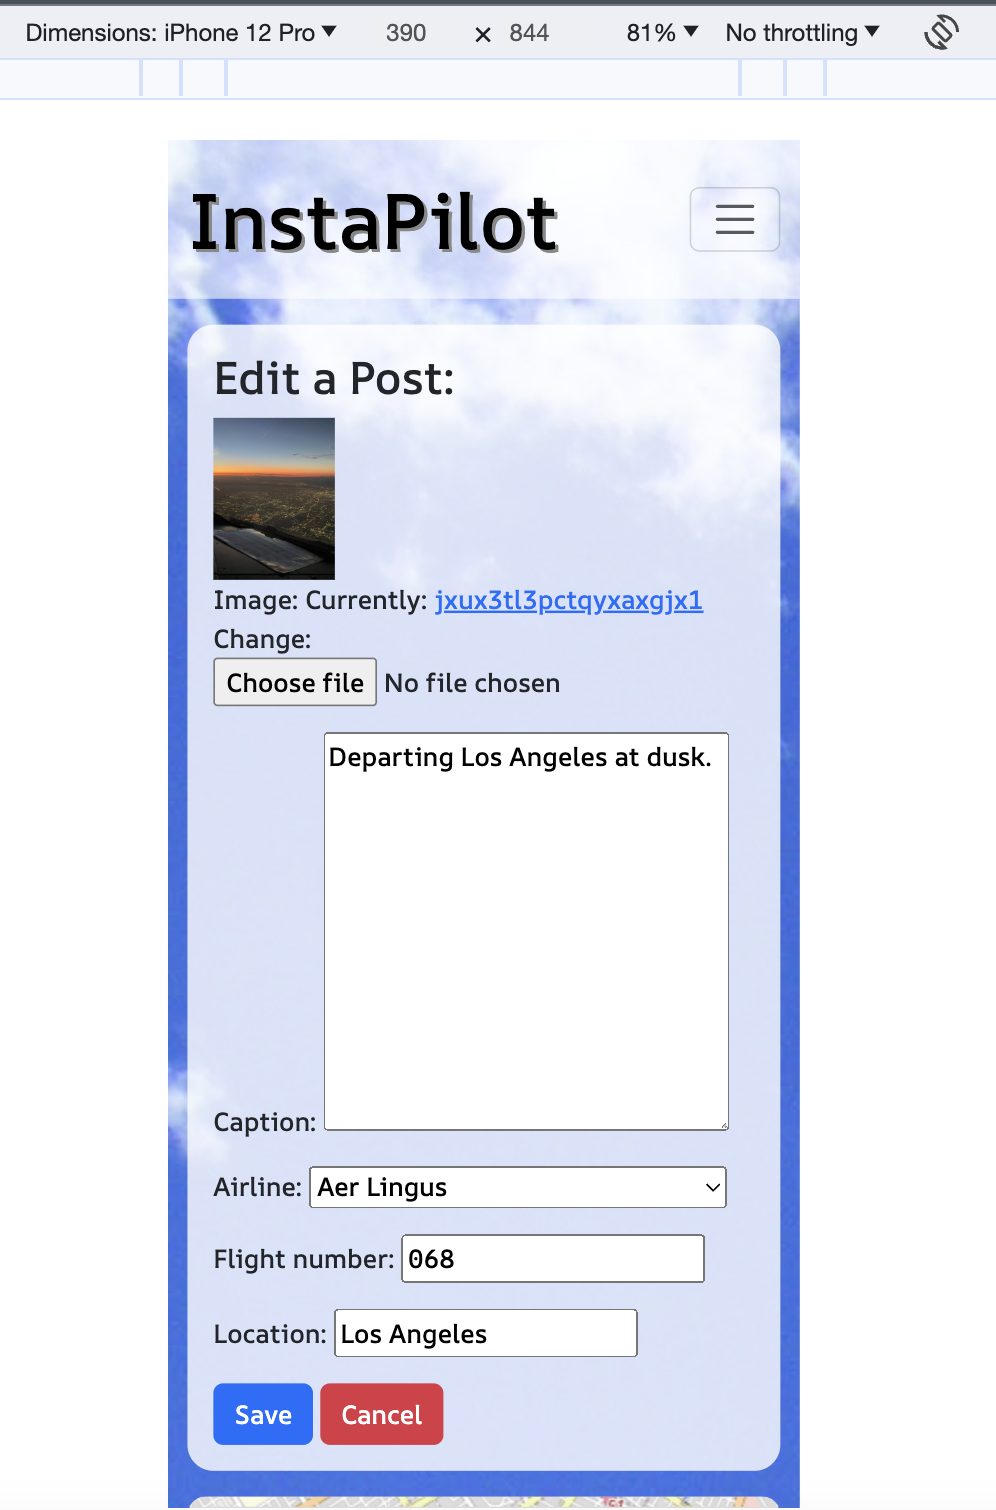 Dimensions: iPhone 12 Pro ▼ 390 × 844 81% ▼ No throttling ▼
InstaPilot
Edit a Post:
Image: Currently: jxux3tl3pctqyxaxgjx1
Change:
Choose file No file chosen
Departing Los Angeles at dusk.
Caption:
Airline: Aer Lingus
Flight number: 068
Location: Los Angeles
Save Cancel